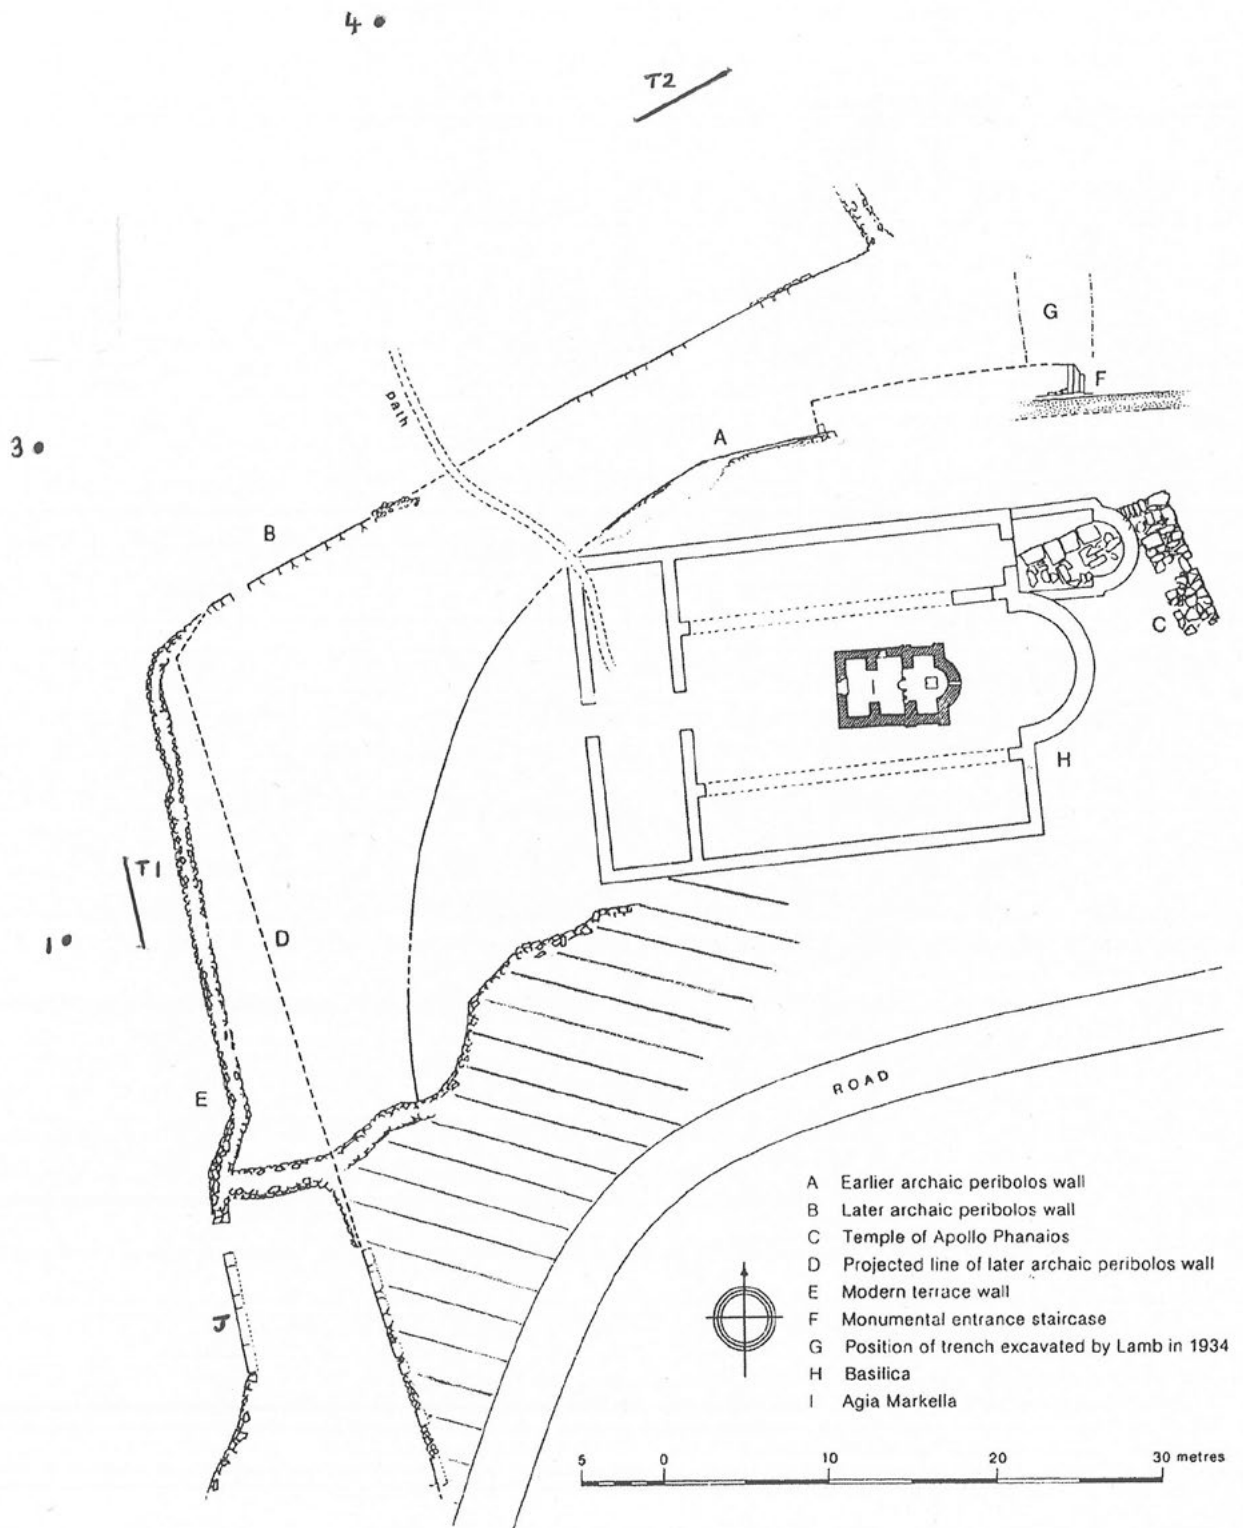 4
T2
G
F
path
A
3
B
C
H
T1
D
1
E
ROAD
J
A Earlier archaic peribolos wall
B Later archaic peribolos wall
C Temple of Apollo Phanaios
D Projected line of later archaic peribolos wall
E Modern terrace wall
F Monumental entrance staircase
G Position of trench excavated by Lamb in 1934
H Basilica
I Agia Markella
5 0 10 20 30 metres